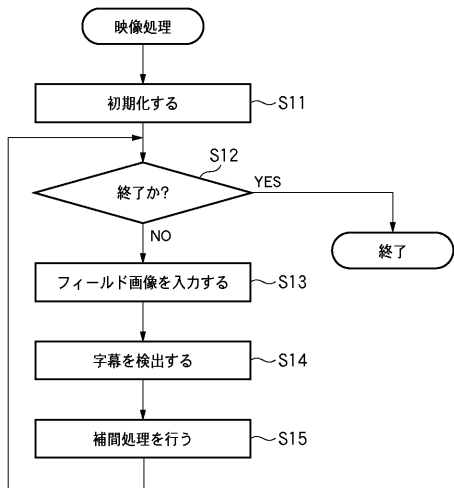 映像処理
初期化する
S11
S12
終了か?
YES
NO
終了
フィールド画像を入力する
S13
字幕を検出する
S14
補間処理を行う
S15